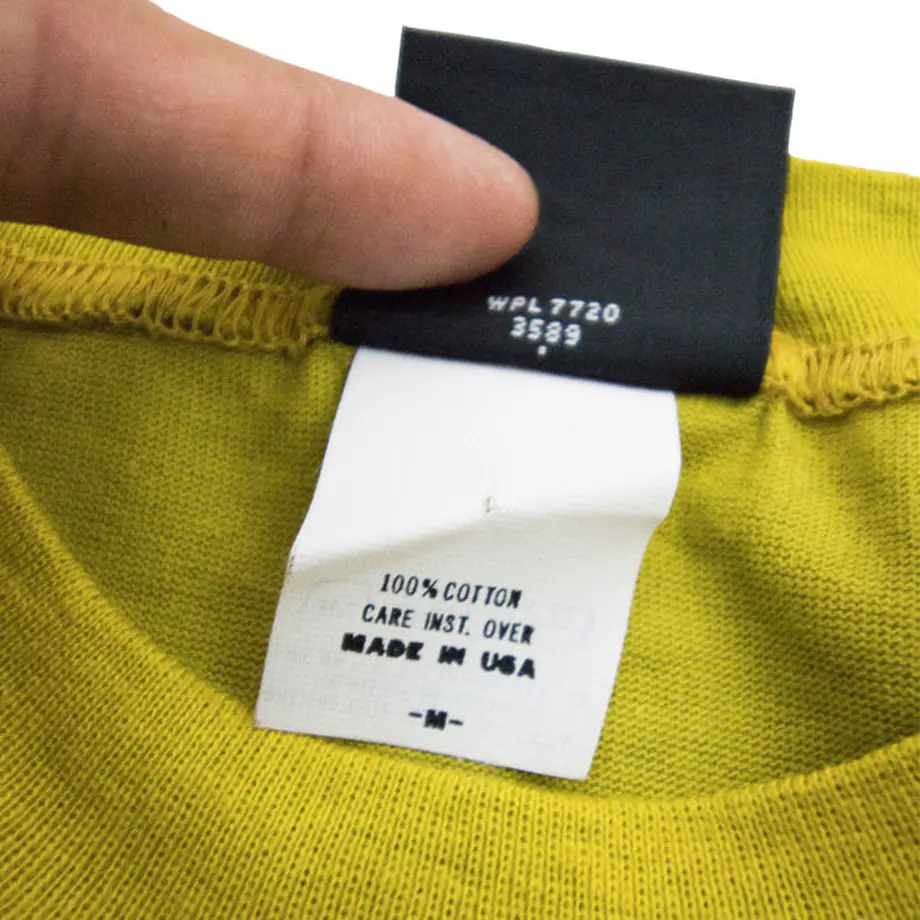 WPL 7720
3589
100% COTTON
CARE INST. OVER
MADE IN USA
-M-